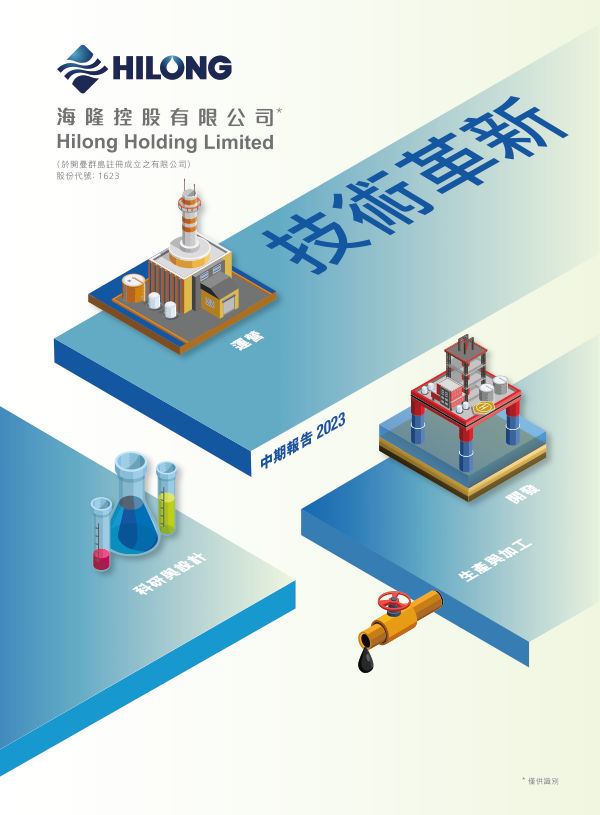 HILONG
海隆控股有限公司*
Hilong Holding Limited
(於開曼群島註冊成立之有限公司)
股份代號: 1623
技術革新
運營
中期報告 2023
開發
科研與設計
生產與加工
H
* 僅供識別